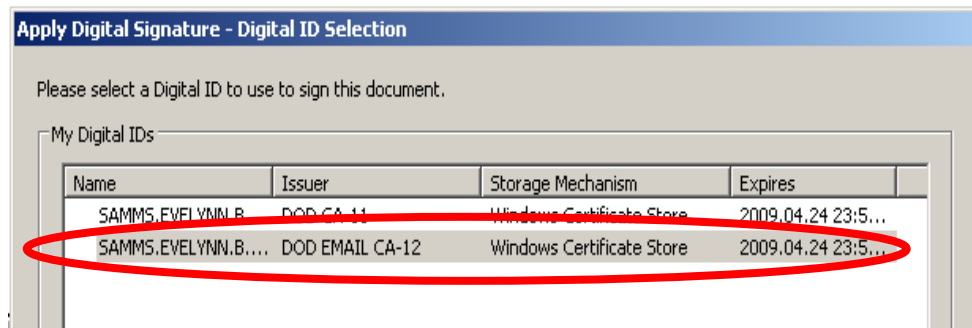 Apply Digital Signature - Digital ID Selection
Please select a Digital ID to use to sign this document.
My Digital IDs
Name Issuer Storage Mechanism Expires
SAMMS.EVELYNN.B.... DOD CA-11 Windows Certificate Store 2009.04.24 23:5...
SAMMS.EVELYNN.B.... DOD EMAIL CA-12 Windows Certificate Store 2009.04.24 23:5...